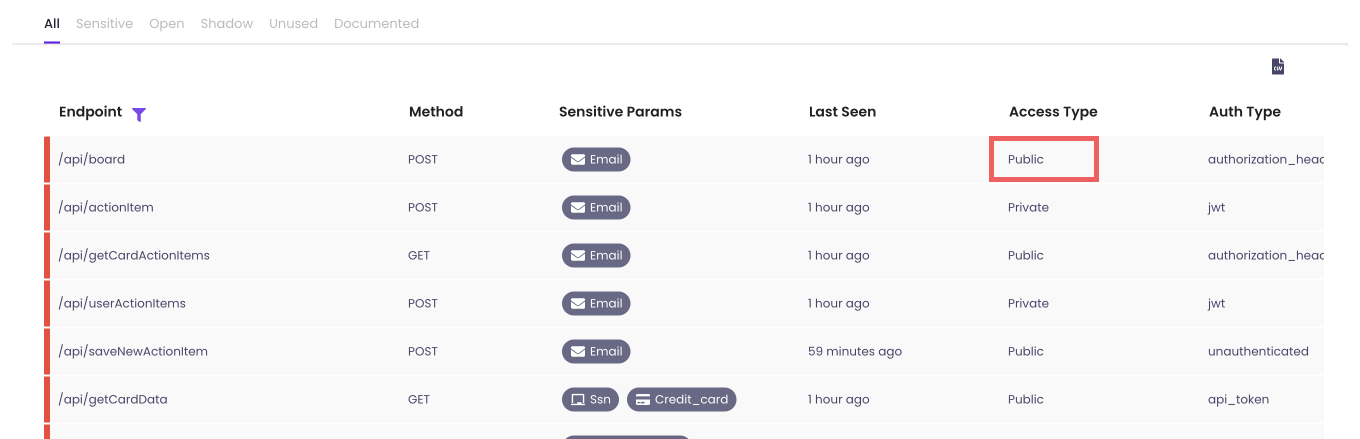 All Sensitive Open Shadow Unused Documented
CSV
Endpoint Method Sensitive Params Last Seen Access Type Auth Type
/api/board POST Email 1 hour ago Public authorization_head
/api/actionItem POST Email 1 hour ago Private jwt
/api/getCardActionItems GET Email 1 hour ago Public authorization_head
/api/userActionItems POST Email 1 hour ago Private jwt
/api/saveNewActionItem POST Email 59 minutes ago Public unauthenticated
/api/getCardData GET Ssn Credit_card 1 hour ago Public api_token